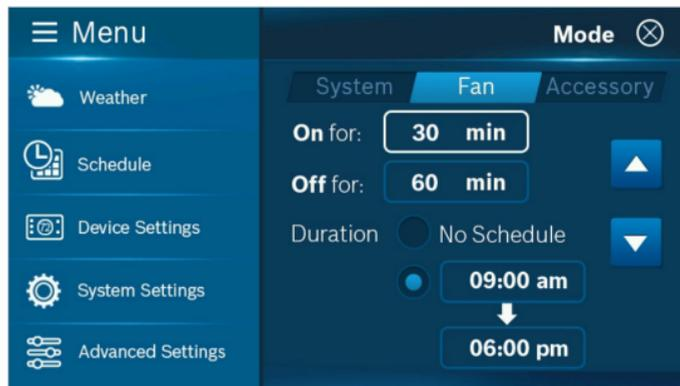 Menu
Mode
Weather
Schedule
72
Device Settings
System Settings
Advanced Settings
System Fan Accessory
On for: 30 min
Off for: 60 min
Duration No Schedule
09:00 am
06:00 pm